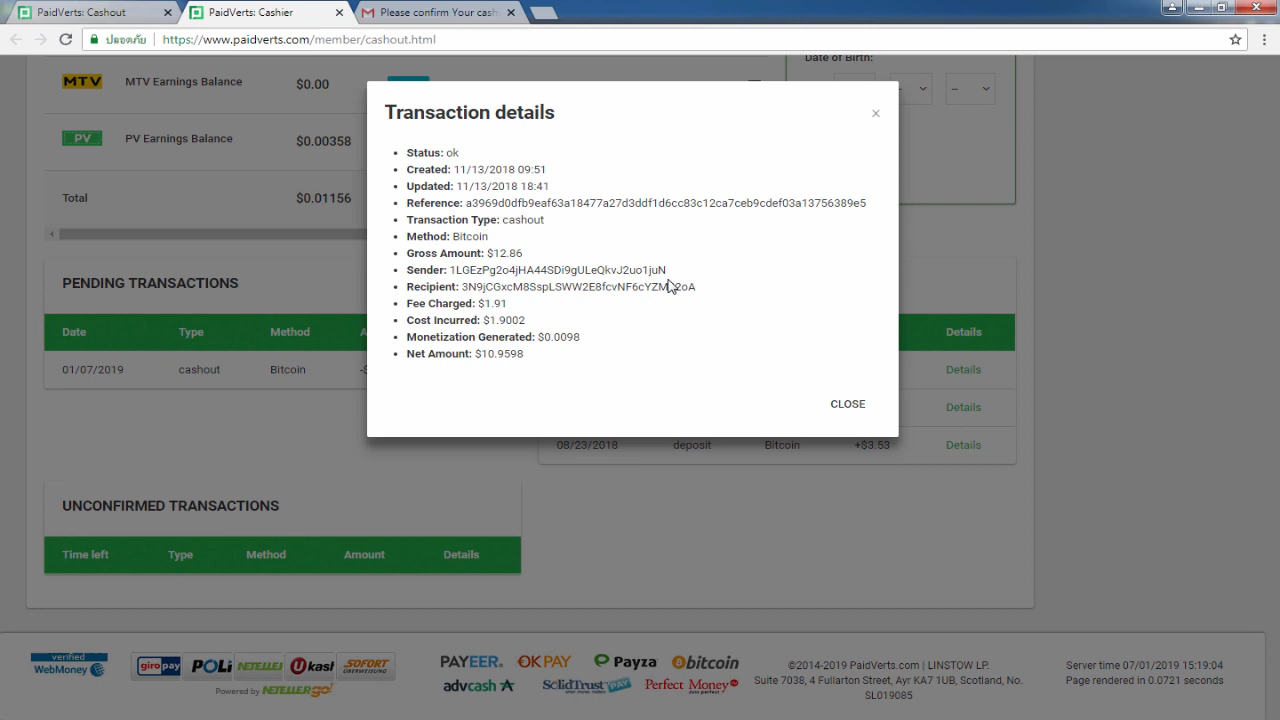 PaidVerts: Cashout
PaidVerts: Cashier
Please confirm Your cash
ปลอดภัย
https://www.paidverts.com/member/cashout.html
MTV
MTV Earnings Balance
$0.00
PV
PV Earnings Balance
$0.00358
Total
$0.01156
Date of Birth:
Transaction details
×
Status: ok
Created: 11/13/2018 09:51
Updated: 11/13/2018 18:41
Reference: a3969d0dfb9eaf63a18477a27d3ddf1d6cc83c12ca7ceb9cdef03a13756389e5
Transaction Type: cashout
Method: Bitcoin
Gross Amount: $12.86
Sender: 1LGEzPg2o4jHA44SDi9gULeQkvJ2uo1juN
Recipient:
Fee Charged: $1.91
Cost Incurred: $1.9002
Monetization Generated: $0.0098
Net Amount: $10.9598
CLOSE
PENDING TRANSACTIONS
Date Type Method
01/07/2019 cashout Bitcoin
Details
Details
Details
08/23/2018 deposit Bitcoin +$3.53 Details
UNCONFIRMED TRANSACTIONS
Time left Type Method Amount Details
verified
WebMoney
giropay POLi NETELLER Ukash SOFORT
Powered by NETELLERgo!
PAYEER OKPAY Payza bitcoin
advcash SolidTrustPAY Perfect Money
©2014-2019 PaidVerts.com | LINSTOW LP.
Suite 7038, 4 Fullarton Street, Ayr KA7 1UB, Scotland, No.
SL019085
Server time 07/01/2019 15:19:04
Page rendered in 0.0721 seconds